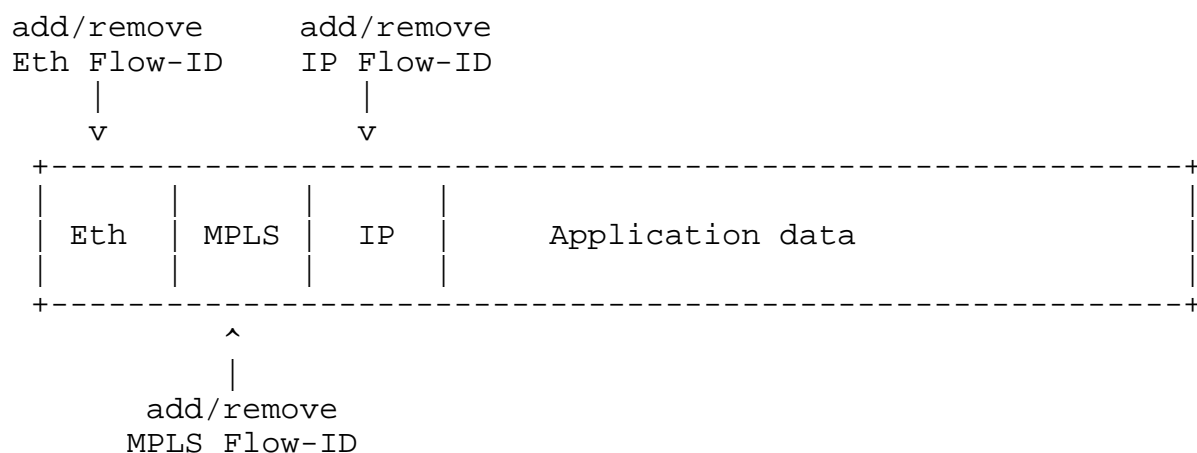 add/remove add/remove
Eth Flow-ID IP Flow-ID
Eth MPLS IP Application data
add/remove
MPLS Flow-ID